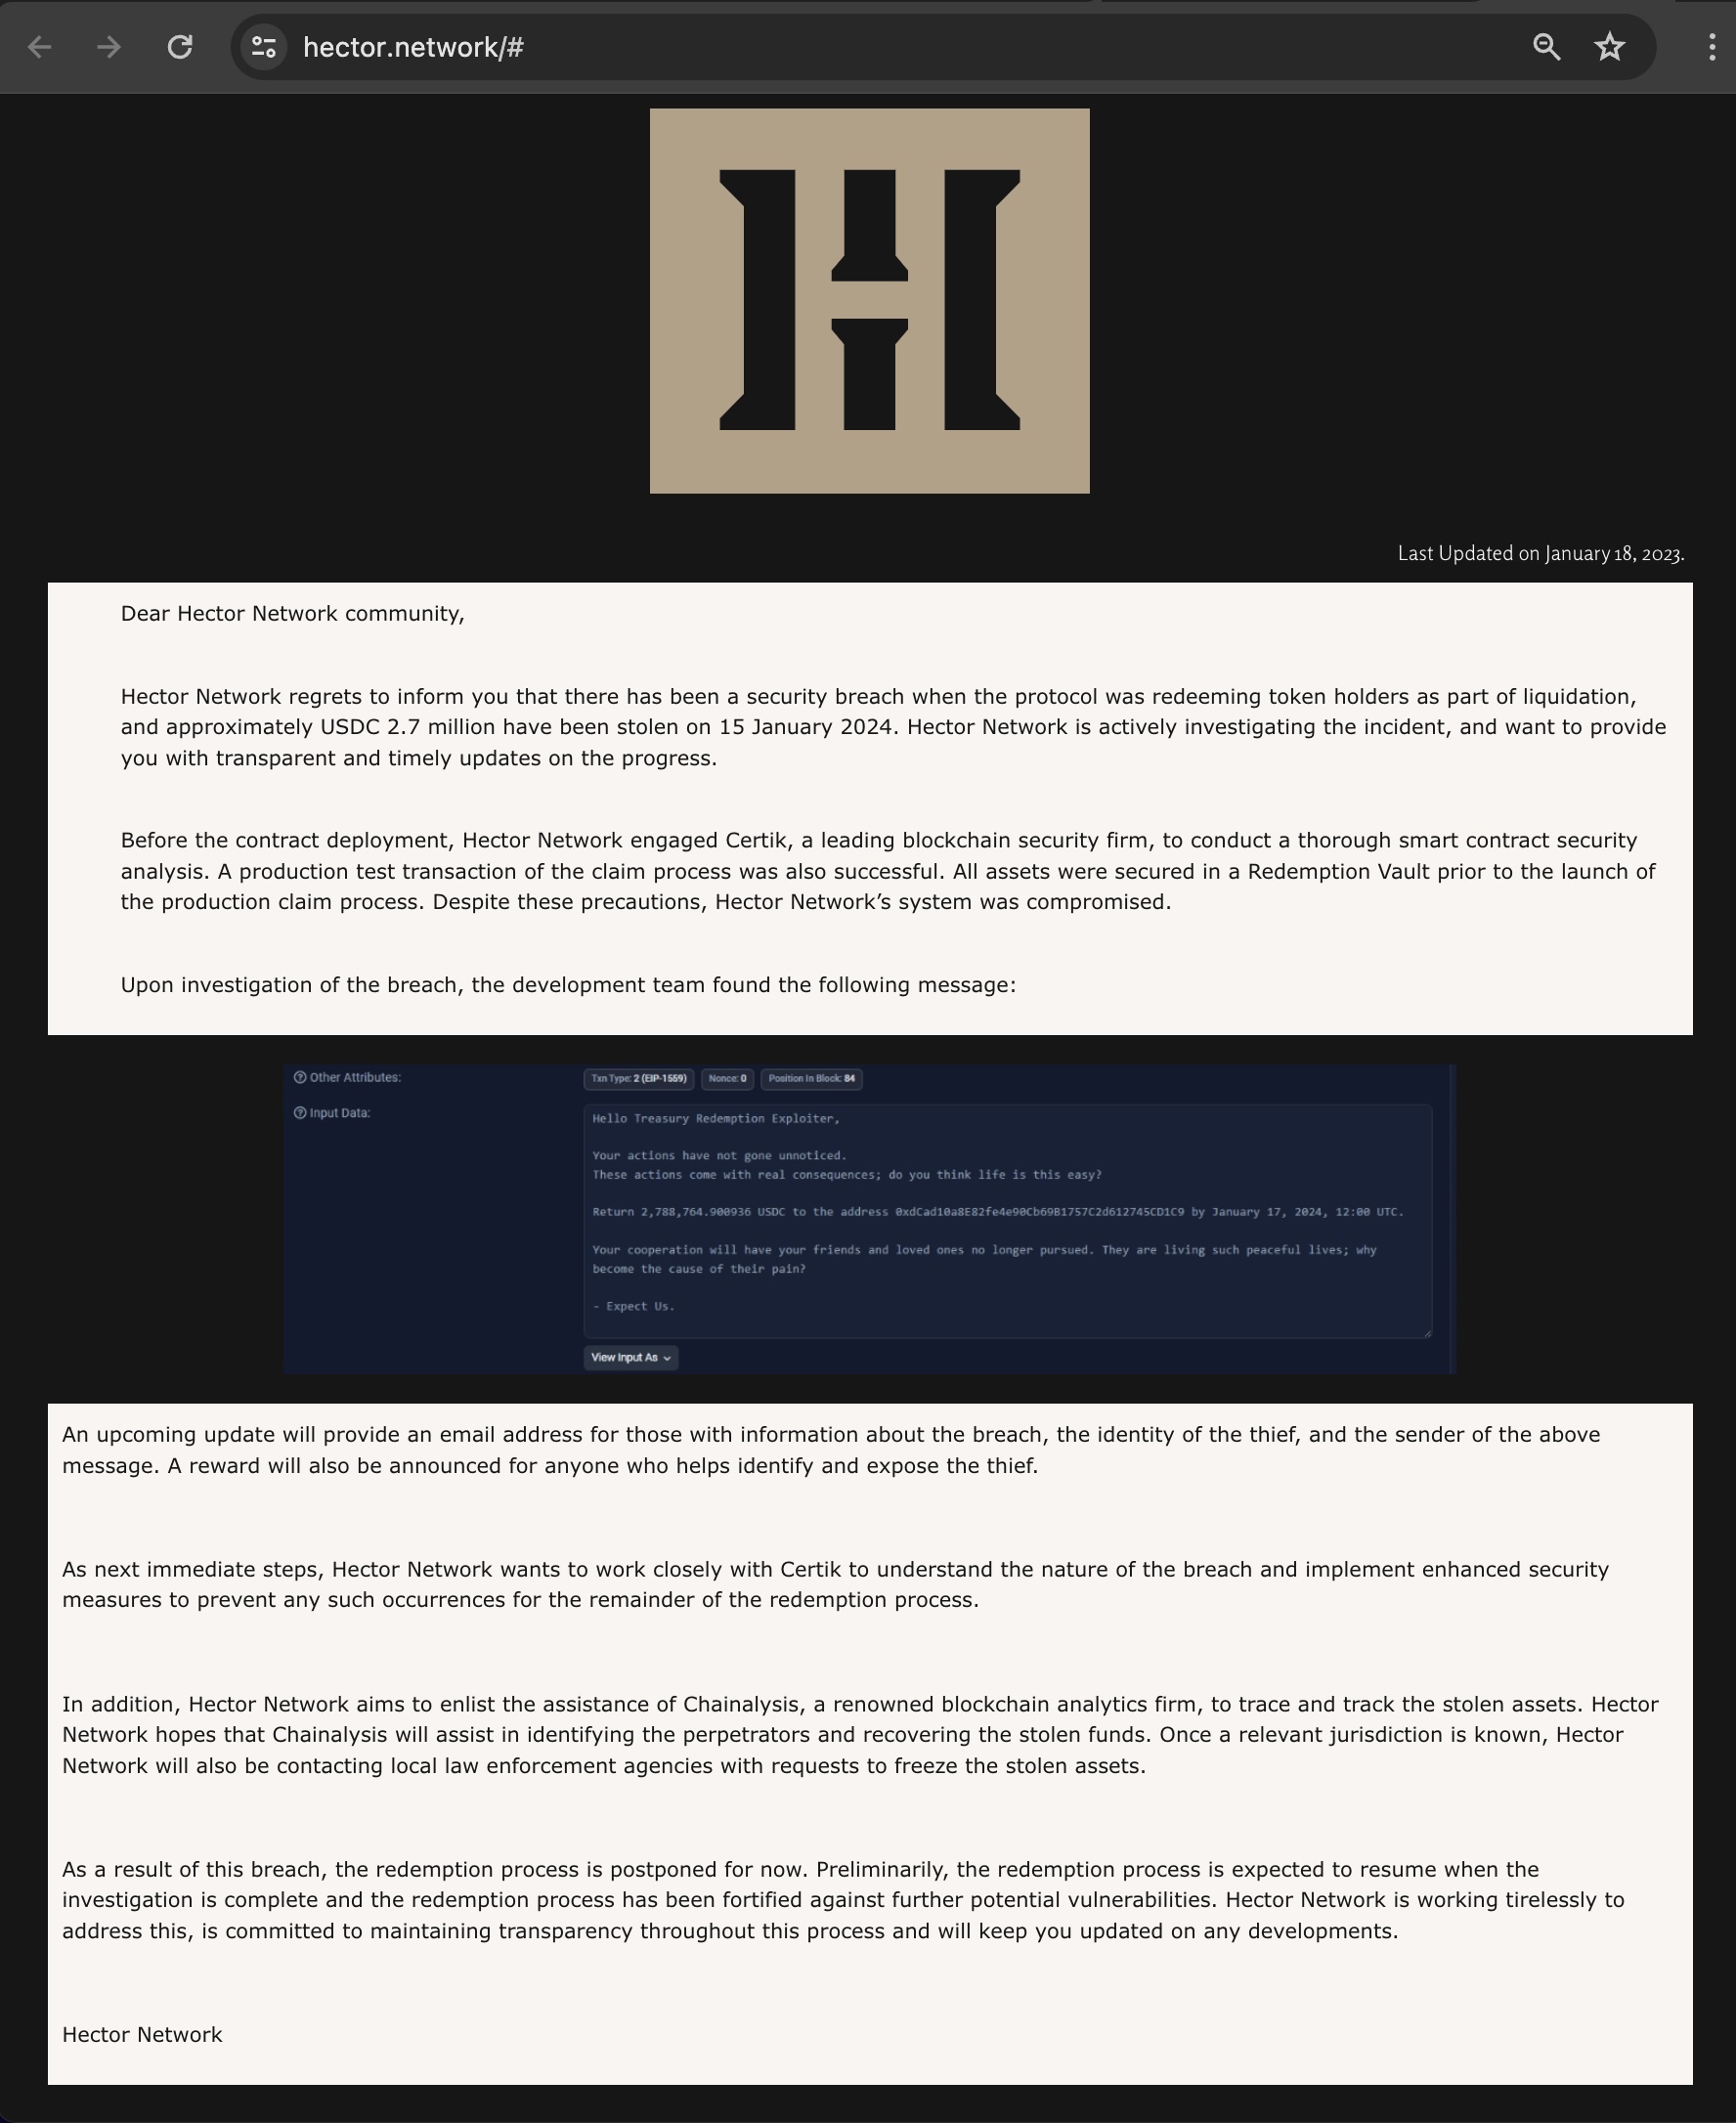 hector.network/#
Last Updated on January 18, 2023.
Dear Hector Network community,
Hector Network regrets to inform you that there has been a security breach when the protocol was redeeming token holders as part of liquidation,
and approximately USDC 2.7 million have been stolen on 15 January 2024. Hector Network is actively investigating the incident, and want to provide
you with transparent and timely updates on the progress.
Before the contract deployment, Hector Network engaged Certik, a leading blockchain security firm, to conduct a thorough smart contract security
analysis. A production test transaction of the claim process was also successful. All assets were secured in a Redemption Vault prior to the launch of
the production claim process. Despite these precautions, Hector Network’s system was compromised.
Upon investigation of the breach, the development team found the following message:
Other Attributes: Txn Type: 2 (EIP-1559) Nonce: 0 Position In Block: 84
Input Data:
Hello Treasury Redemption Exploiter,
Your actions have not gone unnoticed.
These actions come with real consequences; do you think life is this easy?
Return 2,788,764.900936 USDC to the address 0xdCad10a8E82fe4e90Cb69B1757C2d612745CD1C9 by January 17, 2024, 12:00 UTC.
Your cooperation will have your friends and loved ones no longer pursued. They are living such peaceful lives; why
become the cause of their pain?
- Expect Us.
View Input As
An upcoming update will provide an email address for those with information about the breach, the identity of the thief, and the sender of the above
message. A reward will also be announced for anyone who helps identify and expose the thief.
As next immediate steps, Hector Network wants to work closely with Certik to understand the nature of the breach and implement enhanced security
measures to prevent any such occurrences for the remainder of the redemption process.
In addition, Hector Network aims to enlist the assistance of Chainalysis, a renowned blockchain analytics firm, to trace and track the stolen assets. Hector
Network hopes that Chainalysis will assist in identifying the perpetrators and recovering the stolen funds. Once a relevant jurisdiction is known, Hector
Network will also be contacting local law enforcement agencies with requests to freeze the stolen assets.
As a result of this breach, the redemption process is postponed for now. Preliminarily, the redemption process is expected to resume when the
investigation is complete and the redemption process has been fortified against further potential vulnerabilities. Hector Network is working tirelessly to
address this, is committed to maintaining transparency throughout this process and will keep you updated on any developments.
Hector Network